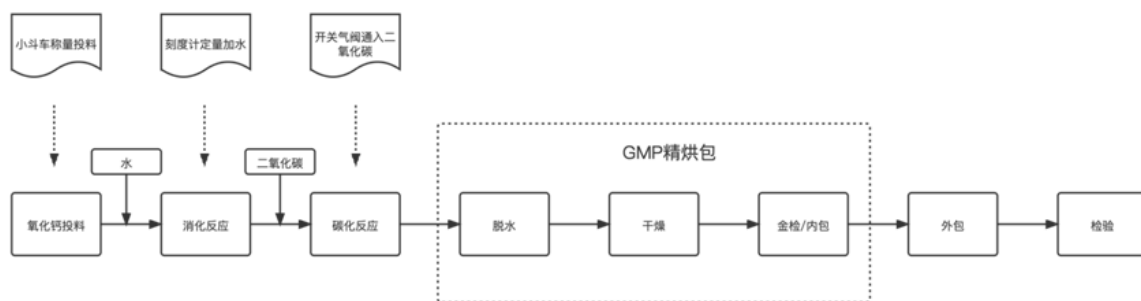 小斗车称量投料
刻度计定量加水
开关气阀通入二
氧化碳
GMP精烘包
水
二氧化碳
氧化钙投料
消化反应
碳化反应
脱水
干燥
金检/内包
外包
检验